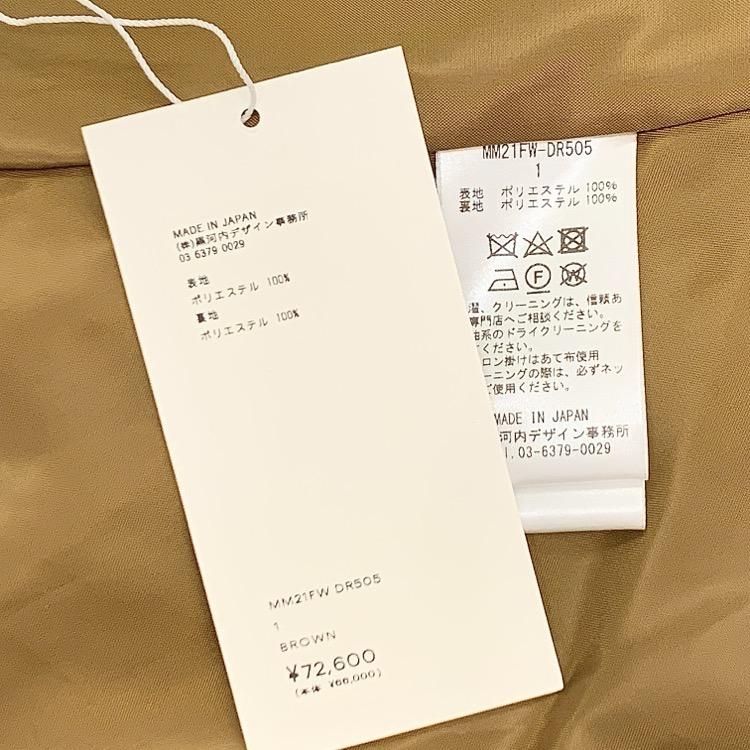 MADE IN JAPAN
(株)黒河内デザイン事務所
03 6379 0029
表地
ポリエステル 100%
裏地
ポリエステル 100%
MM21FW DR505
1
BROWN
¥72,600
(本体 ¥66,000)
MM21FW-DR505
1
表地 ポリエステル 100%
裏地 ポリエステル 100%
F
濯、クリーニングは、信頼あ
専門店へご相談ください。
油系のドライクリーニングを
ください。
ロン掛けはあて布使用
ーニングの際は、必ずネッ
ご使用ください。
MADE IN JAPAN
河内デザイン事務所
l.03-6379-0029